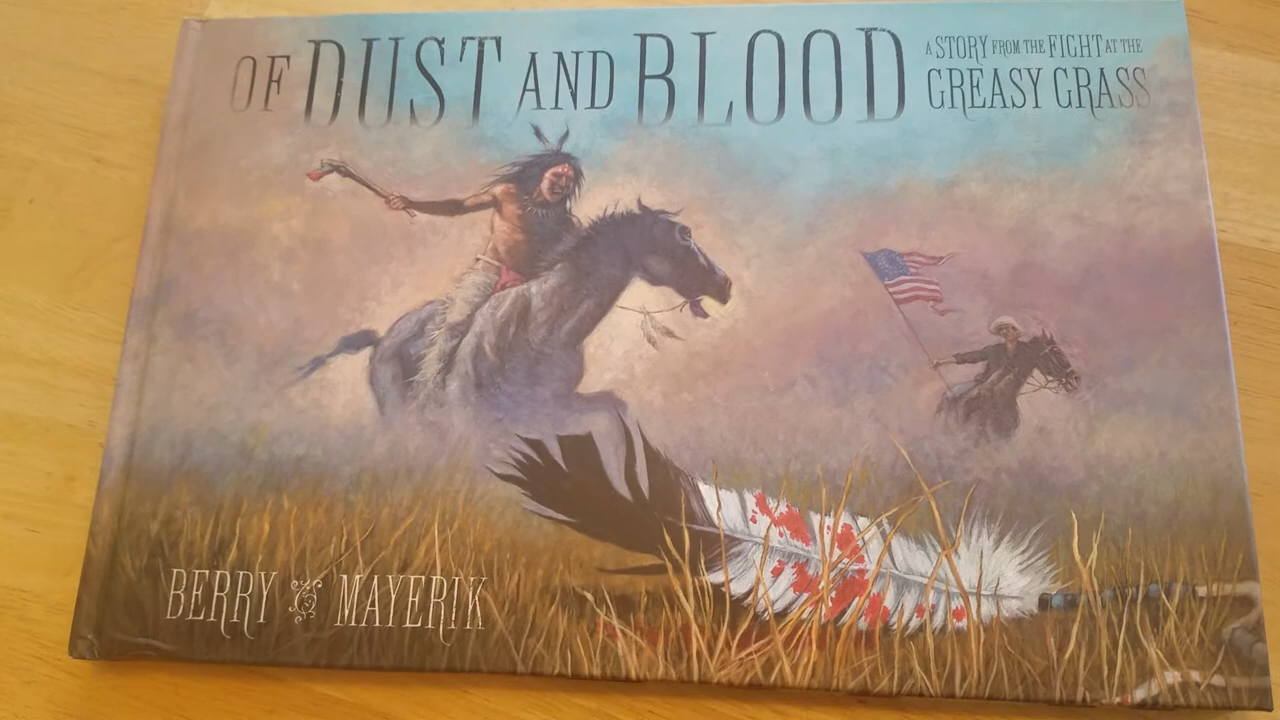 OF DUST AND BLOOD
A STORY FROM THE FIGHT AT THE
GREASY GRASS
BERRY MAYERIK